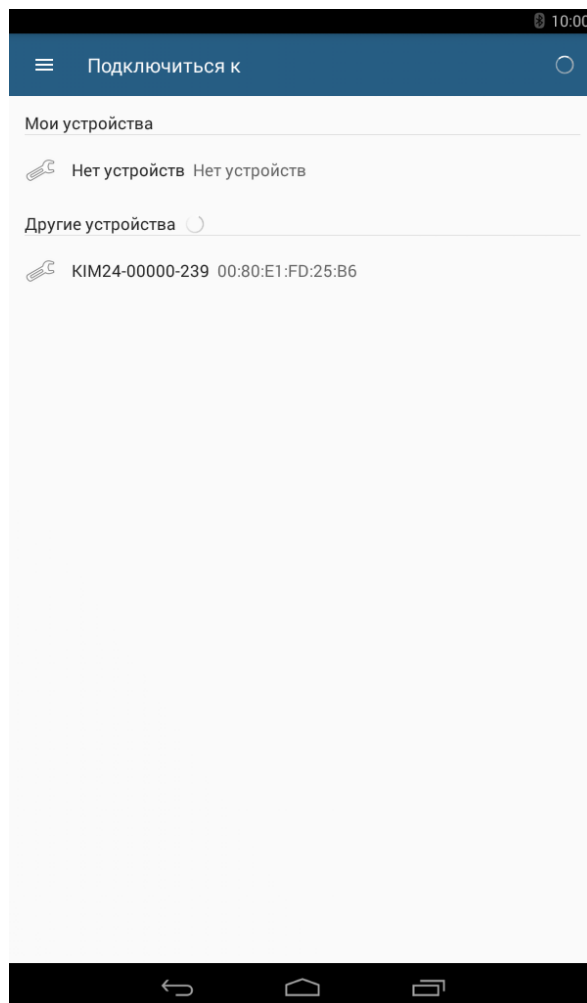 10:00
Подключиться к
Мои устройства
Нет устройств Нет устройств
Другие устройства
KIM24-00000-239 00:80:E1:FD:25:B6